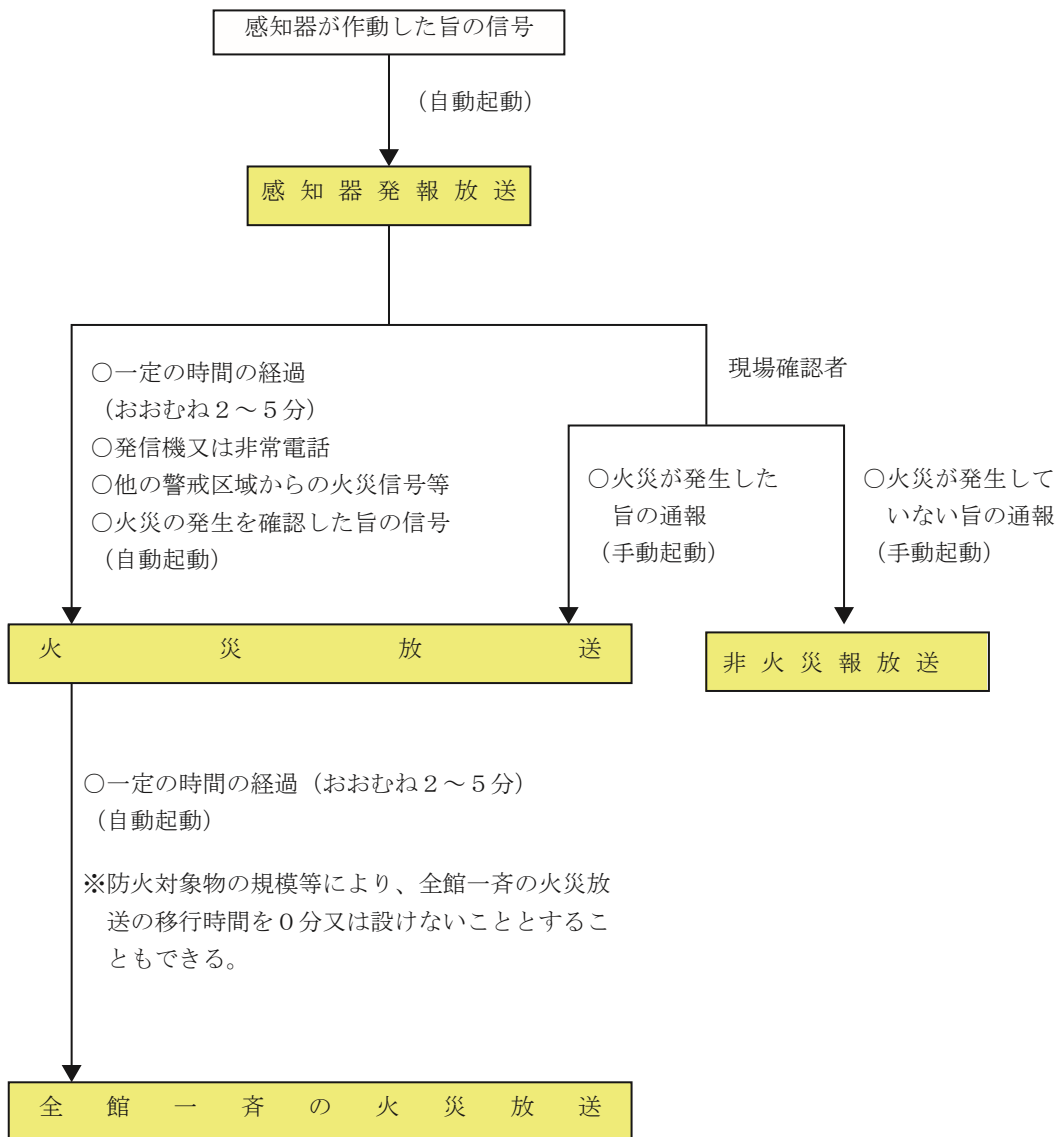 感知器が作動した旨の信号
（自動起動）
感知器発報放送
○一定の時間の経過
（おおむね２～５分）
○発信機又は非常電話
○他の警戒区域からの火災信号等
○火災の発生を確認した旨の信号
（自動起動）
現場確認者
○火災が発生した
旨の通報
（手動起動）
○火災が発生して
いない旨の通報
（手動起動）
火災放送
非火災報放送
○一定の時間の経過（おおむね２～５分）
（自動起動）
※防火対象物の規模等により、全館一斉の火災放
送の移行時間を０分又は設けないこととするこ
ともできる。
全館一斉の火災放送